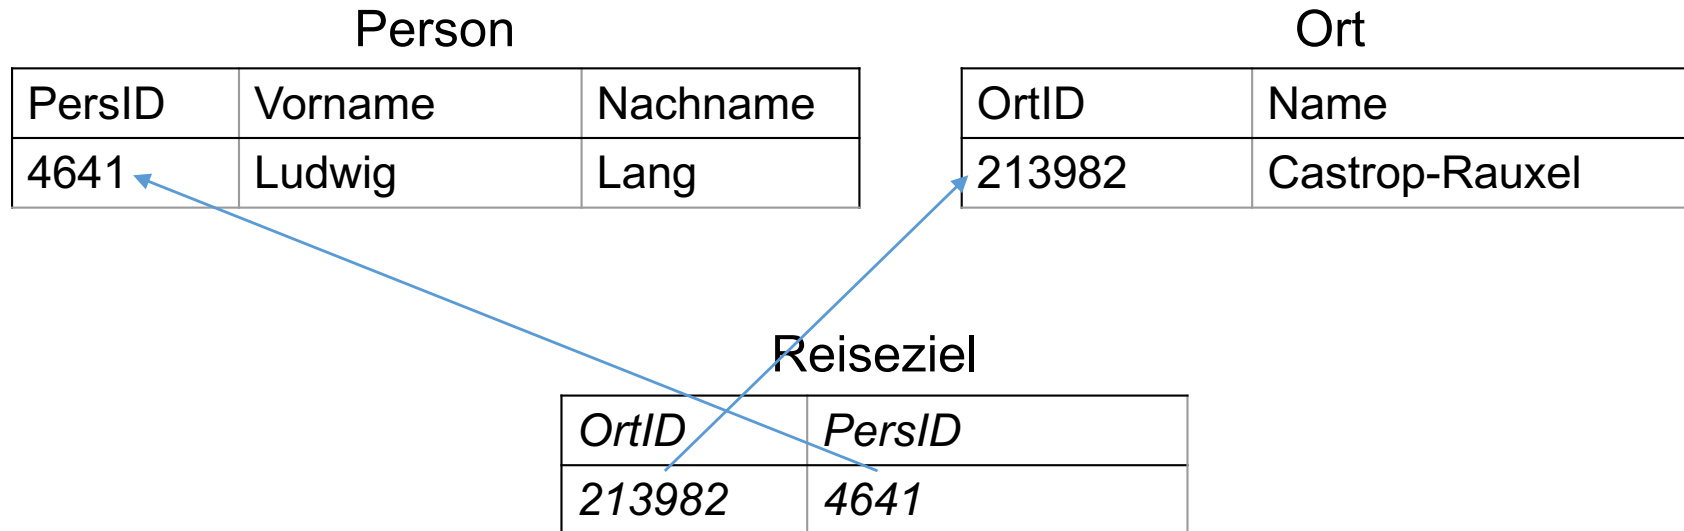 Person
PersID Vorname Nachname
4641 Ludwig Lang
Ort
OrtID Name
213982 Castrop-Rauxel
Reiseziel
OrtID PersID
213982 4641